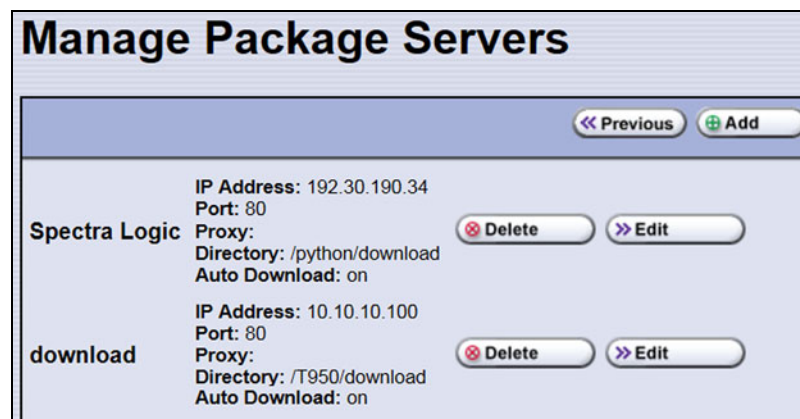 Manage Package Servers
Previous Add
Spectra Logic
IP Address: 192.30.190.34
Port: 80
Proxy:
Directory: /python/download
Auto Download: on
Delete Edit
download
IP Address: 10.10.10.100
Port: 80
Proxy:
Directory: /T950/download
Auto Download: on
Delete Edit